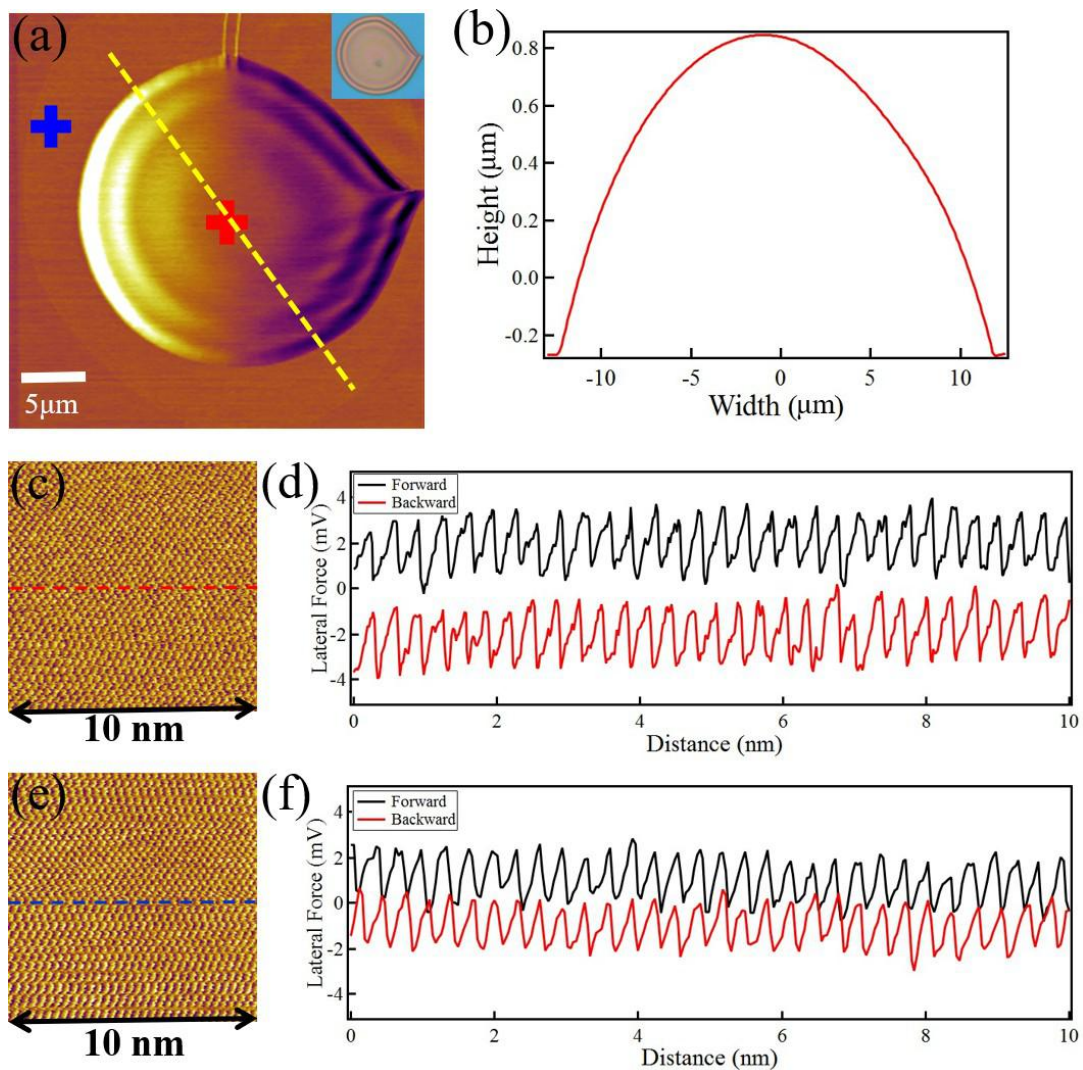 (a)
5μm
(b)
Height (μm)
0.8
0.6
0.4
0.2
0.0
-0.2
-10
-5
0
5
10
Width (μm)
(c)
10 nm
(d)
Forward
Backward
Lateral Force (mV)
4
2
0
-2
-4
0
2
4
6
8
10
Distance (nm)
(e)
10 nm
(f)
Forward
Backward
Lateral Force (mV)
4
2
0
-2
-4
0
2
4
6
8
10
Distance (nm)